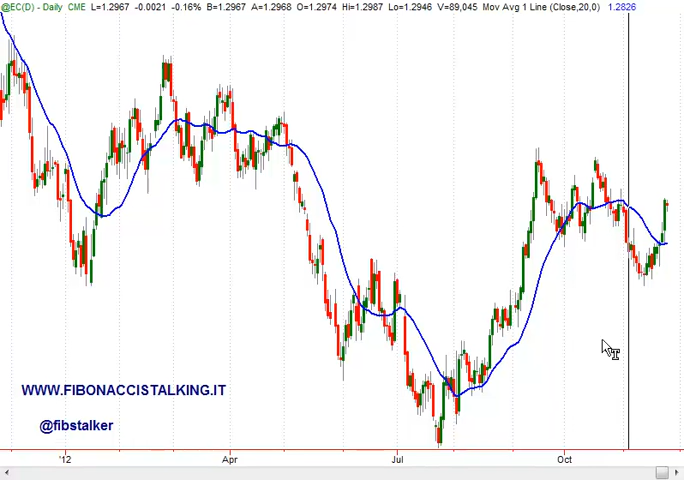 @EC(D) - Daily CME L=1.2967 -0.0021 -0.16% B=1.2967 A=1.2968 O=1.2974 Hi=1.2987 Lo=1.2946 V=89,045 Mov Avg 1 Line (Close,20,0) 1.2826
WWW.FIBONACCISTALKING.IT
@fibstalker
'12 Apr Jul Oct